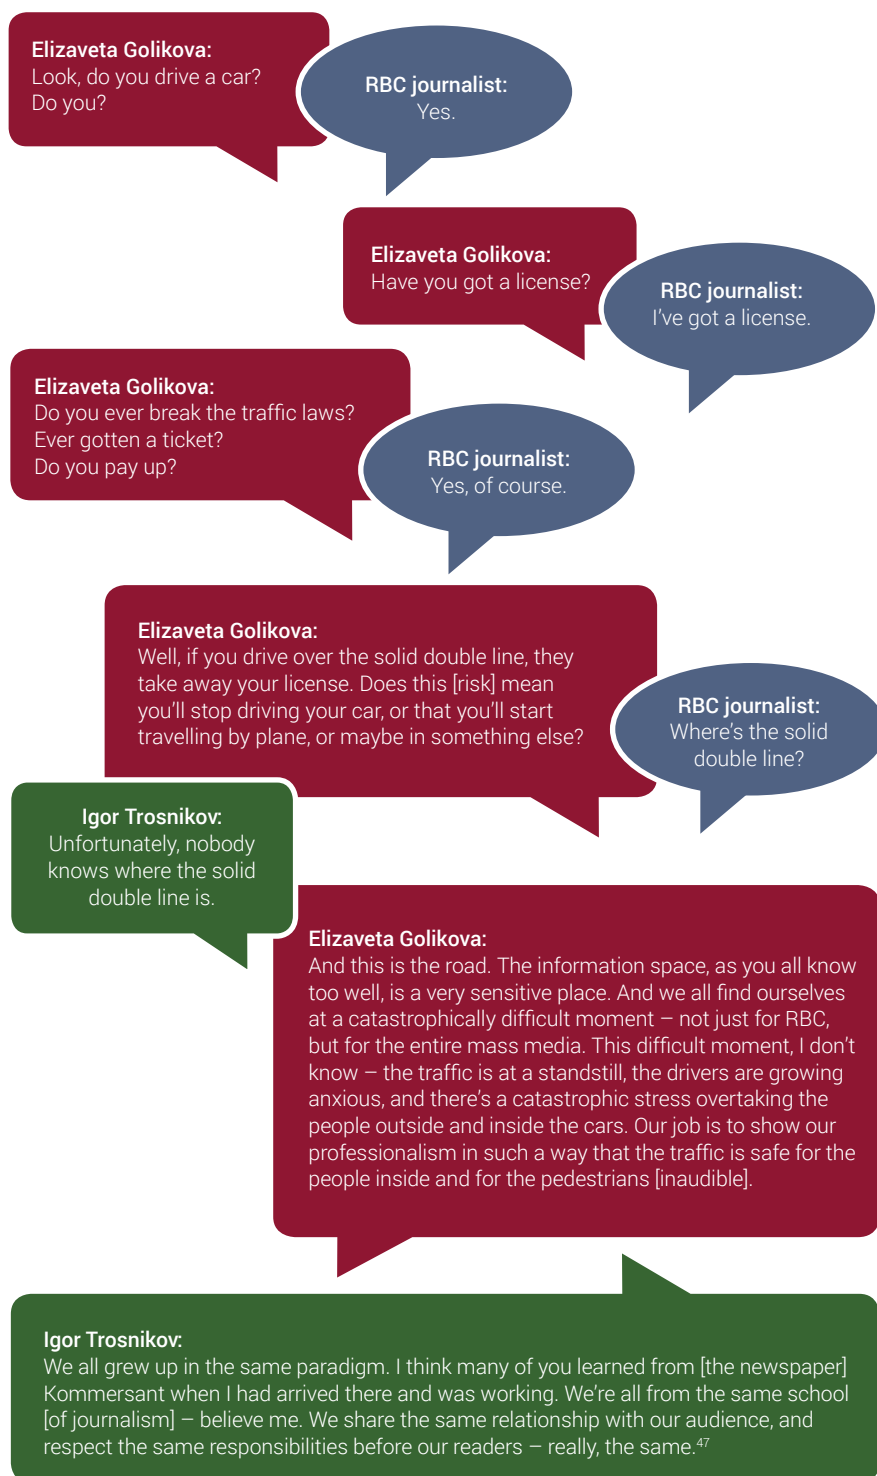 Elizaveta Golikova:
Look, do you drive a car?
Do you?
RBC journalist:
Yes.
Elizaveta Golikova:
Have you got a license?
RBC journalist:
I've got a license.
Elizaveta Golikova:
Do you ever break the traffic laws?
Ever gotten a ticket?
Do you pay up?
RBC journalist:
Yes, of course.
Elizaveta Golikova:
Well, if you drive over the solid double line, they
take away your license. Does this [risk] mean
you'll stop driving your car, or that you'll start
travelling by plane, or maybe in something else?
RBC journalist:
Where's the solid
double line?
Igor Trosnikov:
Unfortunately, nobody
knows where the solid
double line is.
Elizaveta Golikova:
And this is the road. The information space, as you all know
too well, is a very sensitive place. And we all find ourselves
at a catastrophically difficult moment – not just for RBC,
but for the entire mass media. This difficult moment, I don't
know – the traffic is at a standstill, the drivers are growing
anxious, and there's a catastrophic stress overtaking the
people outside and inside the cars. Our job is to show our
professionalism in such a way that the traffic is safe for the
people inside and for the pedestrians [inaudible].
Igor Trosnikov:
We all grew up in the same paradigm. I think many of you learned from [the newspaper]
Kommersant when I had arrived there and was working. We're all from the same school
[of journalism] – believe me. We share the same relationship with our audience, and
respect the same responsibilities before our readers – really, the same.47